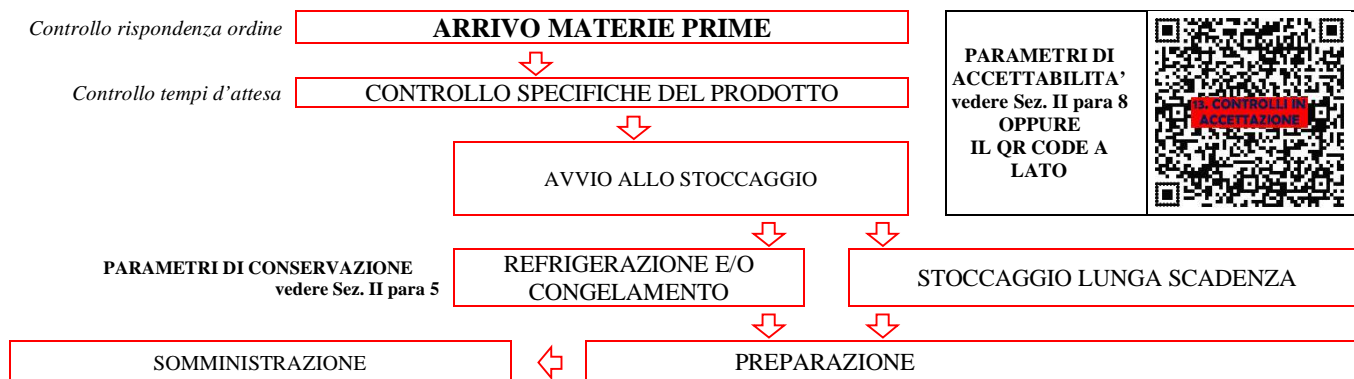 Controllo rispondenza ordine
ARRIVO MATERIE PRIME
Controllo tempi d'attesa
CONTROLLO SPECIFICHE DEL PRODOTTO
PARAMETRI DI
ACCETTABILITA'
vedere Sez. II para 8
OPPURE
IL QR CODE A
LATO
13. CONTROLLI IN
ACCETTAZIONE
AVVIO ALLO STOCCAGGIO
PARAMETRI DI CONSERVAZIONE
vedere Sez. II para 5
REFRIGERAZIONE E/O
CONGELAMENTO
STOCCAGGIO LUNGA SCADENZA
SOMMINISTRAZIONE
PREPARAZIONE